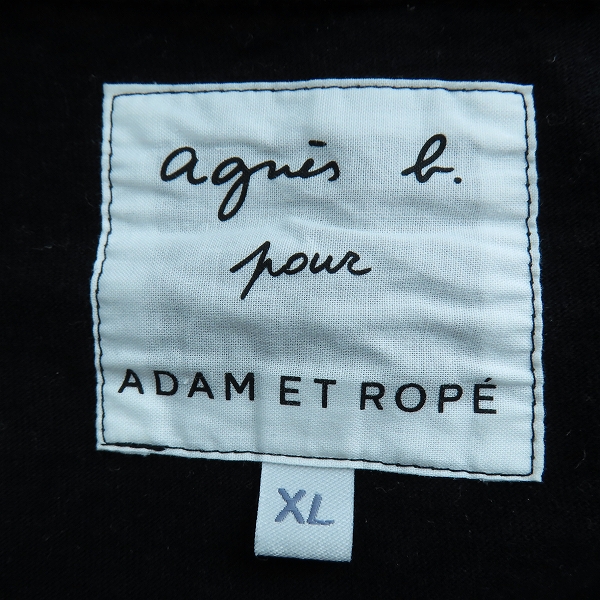 agnès b.
pour
ADAM ET ROPÉ
XL